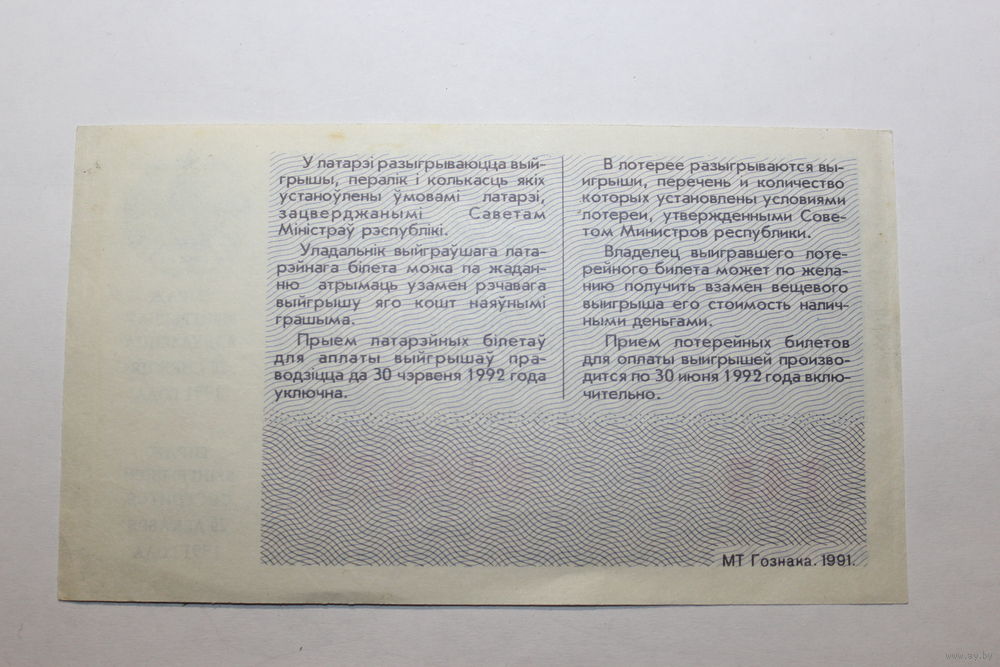 У латарэі разыгрываюцца вый-
грышы, пералік і колькасць якіх
устаноўлены ўмовамі латарэі,
зацверджанымі Саветам
Міністраў рэспублікі.
Уладальнік выйграўшага лата-
рэйнага білета можа па жадан-
ню атрымаць узамен рэчавага
выйгрышу яго кошт наяўнымі
грашыма.
Прыем латарэйных білетаў
для аплаты выйгрышаў пра-
водзіцца да 30 чэрвеня 1992 года
уключна.
В лотерее разыгрываются вы-
игрыши, перечень и количество
которых установлены условиями
лотереи, утвержденными Сове-
том Министров республики.
Владелец выигравшего лоте-
рейного билета может по жела-
нию получить взамен вещевого
выигрыша его стоимость налич-
ными деньгами.
Прием лотерейных билетов
для оплаты выигрышей произво-
дится по 30 июня 1992 года вклю-
чительно.
МТ Гознака. 1991.
www.ay.by